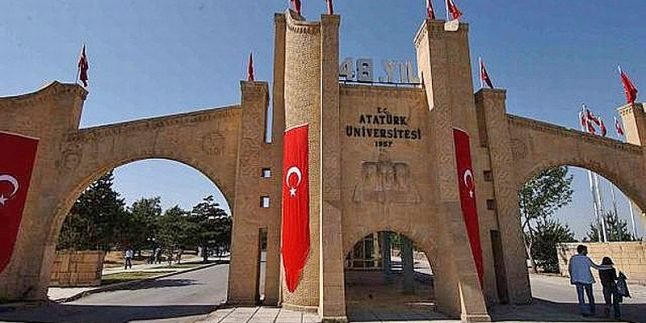 48 YIL
T.C.
ATATÜRK
ÜNİVERSİTESİ
1957